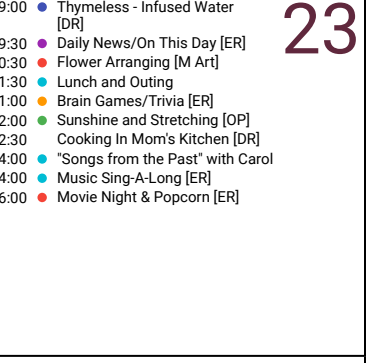 9:00 Thymeless - Infused Water
[DR]
23
9:30 Daily News/On This Day [ER]
0:30 Flower Arranging [M Art]
1:30 Lunch and Outing
1:00 Brain Games/Trivia [ER]
2:00 Sunshine and Stretching [OP]
2:30 Cooking In Mom's Kitchen [DR]
4:00 "Songs from the Past" with Carol
4:00 Music Sing-A-Long [ER]
6:00 Movie Night & Popcorn [ER]